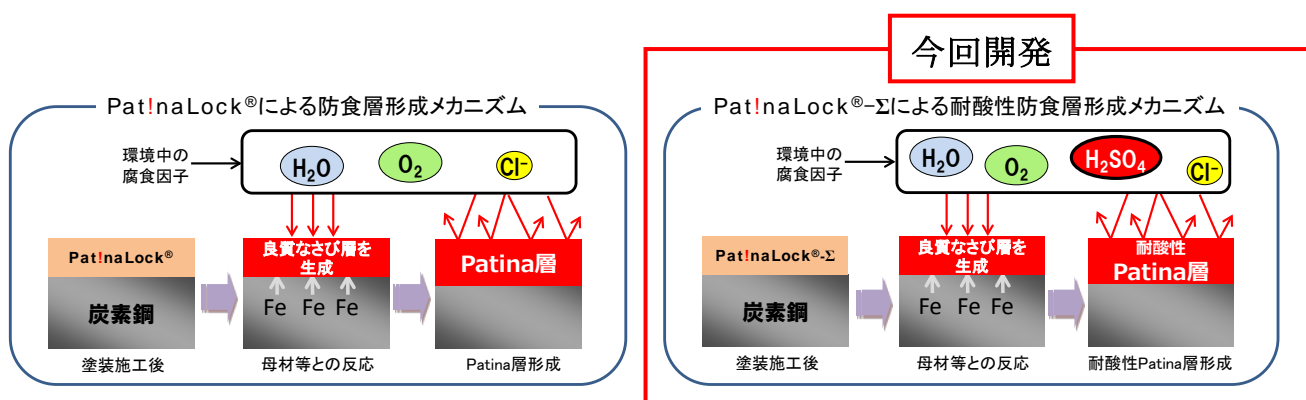 今回開発
Pat!naLock®による防食層形成メカニズム
環境中の
腐食因子
H2O
O2
Cl-
Pat!naLock®
炭素鋼
塗装施工後
良質なさび層を
生成
Fe Fe Fe
母材等との反応
Patina層
Patina層形成
Pat!naLock®-Σによる耐酸性防食層形成メカニズム
環境中の
腐食因子
H2O
O2
H2SO4
Cl-
Pat!naLock®-Σ
炭素鋼
塗装施工後
良質なさび層を
生成
Fe Fe Fe
母材等との反応
耐酸性
Patina層
耐酸性Patina層形成